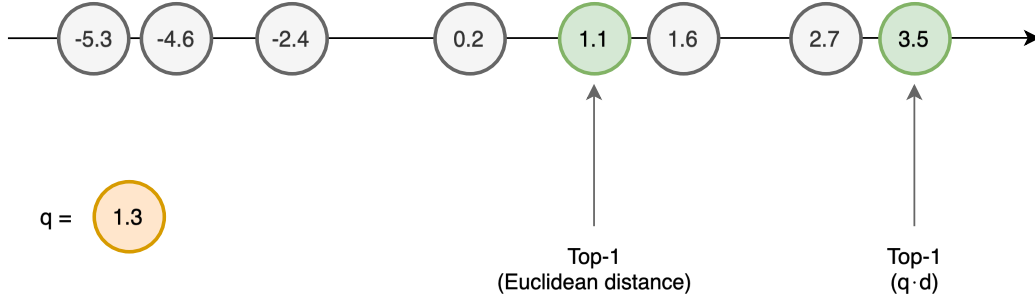 -5.3 -4.6 -2.4 0.2 1.1 1.6 2.7 3.5
q = 1.3
Top-1
(Euclidean distance)
Top-1
(q·d)